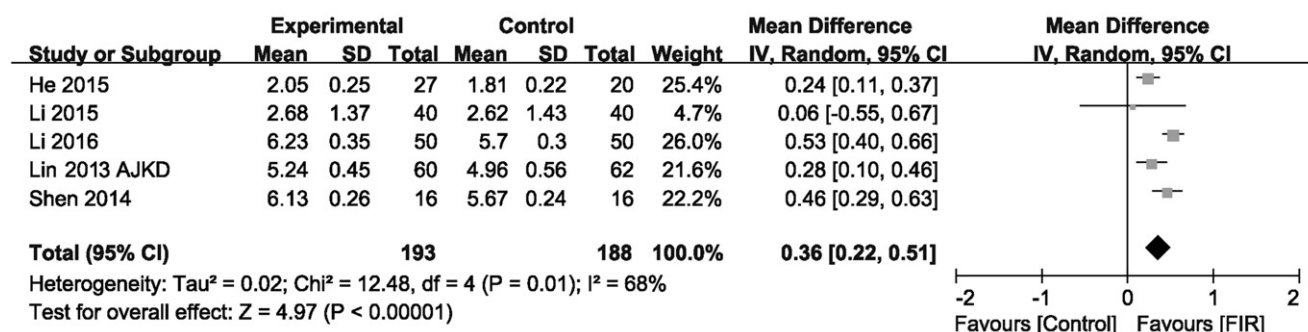 Experimental Control Mean Difference Mean Difference
Study or Subgroup Mean SD Total Mean SD Total Weight IV, Random, 95% CI IV, Random, 95% CI
He 2015 2.05 0.25 27 1.81 0.22 20 25.4% 0.24 [0.11, 0.37]
Li 2015 2.68 1.37 40 2.62 1.43 40 4.7% 0.06 [-0.55, 0.67]
Li 2016 6.23 0.35 50 5.7 0.3 50 26.0% 0.53 [0.40, 0.66]
Lin 2013 AJKD 5.24 0.45 60 4.96 0.56 62 21.6% 0.28 [0.10, 0.46]
Shen 2014 6.13 0.26 16 5.67 0.24 16 22.2% 0.46 [0.29, 0.63]
Total (95% CI) 193 188 100.0% 0.36 [0.22, 0.51]
Heterogeneity: Tau² = 0.02; Chi² = 12.48, df = 4 (P = 0.01); I² = 68%
Test for overall effect: Z = 4.97 (P < 0.00001)
-2 -1 0 1 2
Favours [Control] Favours [FIR]